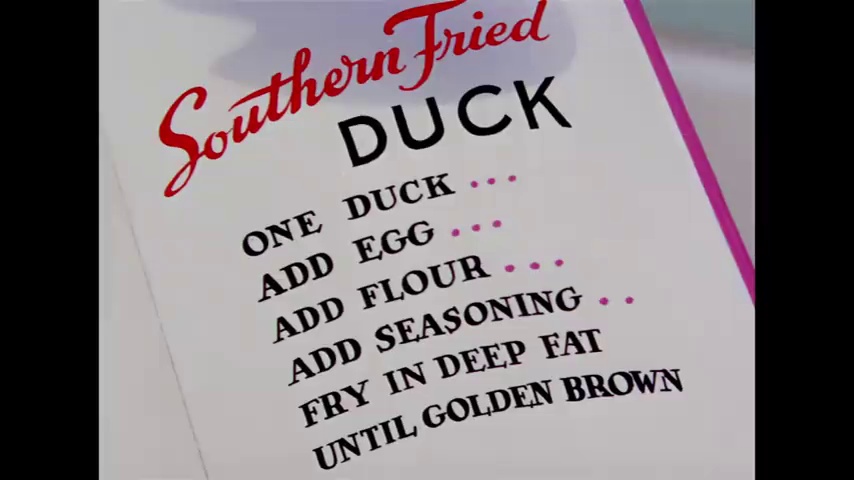 Southern Fried
DUCK
ONE DUCK ...
ADD EGG ...
ADD FLOUR ...
ADD SEASONING ..
FRY IN DEEP FAT
UNTIL GOLDEN BROWN